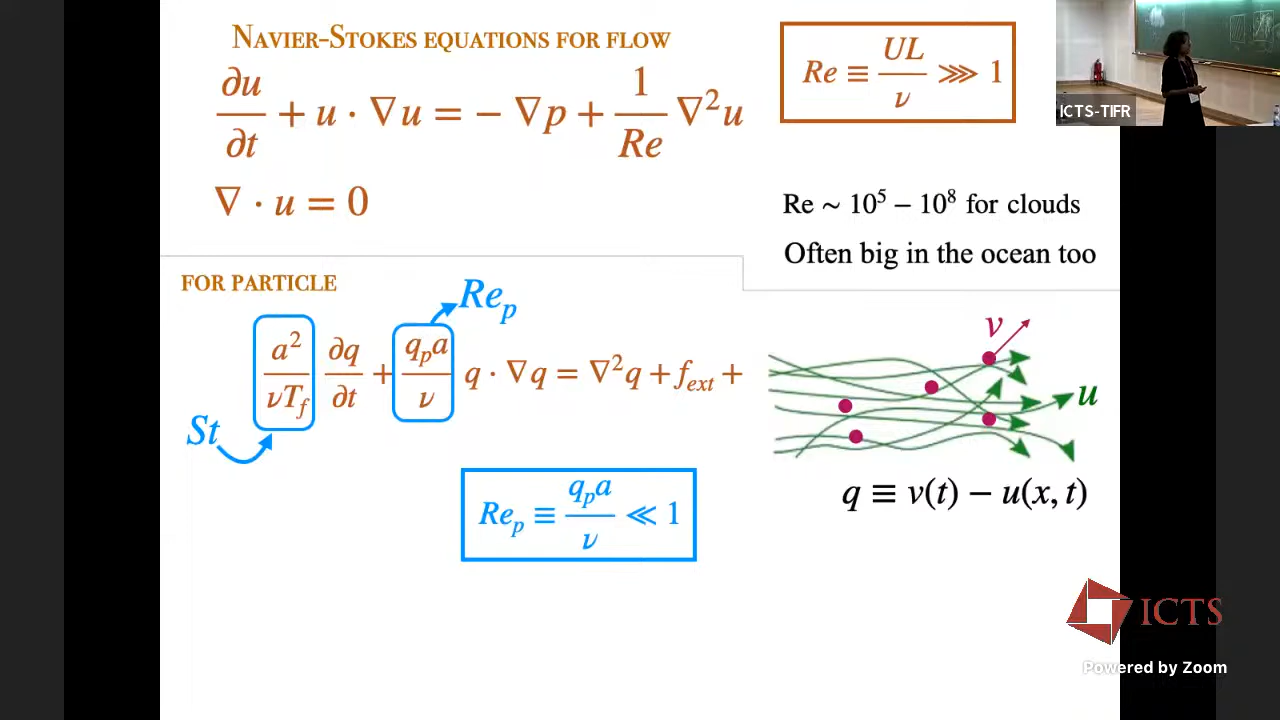 NAVIER-STOKES EQUATIONS FOR FLOW
∂u/∂t + u · ∇u = − ∇p + 1/Re ∇²u
∇ · u = 0
Re ≡ UL/ν ⋙ 1
ICTS-TIFR
Re ~ 10⁵ − 10⁸ for clouds
Often big in the ocean too
FOR PARTICLE
Re_p
a²/νT_f ∂q/∂t + q_p a/ν q · ∇q = ∇²q + f_ext +
St
Re_p ≡ q_p a/ν ≪ 1
v
u
q ≡ v(t) − u(x, t)
ICTS
Powered by Zoom